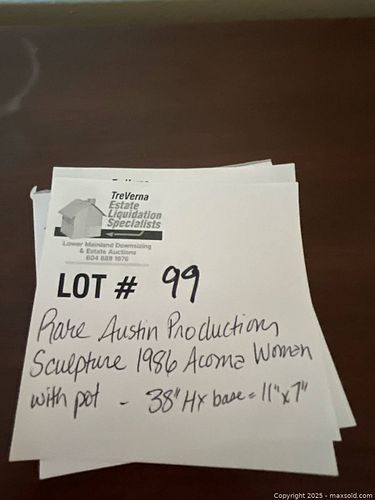 TreVerna
Estate
Liquidation
Specialists
Lower Mainland Downsizing
& Estate Auctions
604 889 1676
LOT # 99
Rare Austin Productions
Sculpture 1986 Acoma Woman
with pot - 38" H x base = 11" x 7"
Copyright © 2025 - maxsold.com